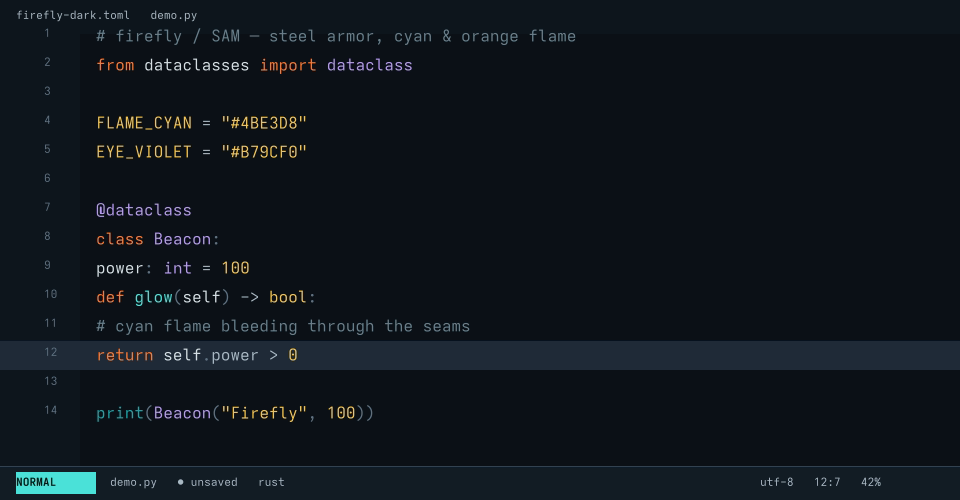 firefly-dark.toml demo.py
1 # firefly / SAM — steel armor, cyan & orange flame
2 from dataclasses import dataclass
3
4 FLAME_CYAN = "#4BE3D8"
5 EYE_VIOLET = "#B79CF0"
6
7 @dataclass
8 class Beacon:
9 power: int = 100
10 def glow(self) -> bool:
11 # cyan flame bleeding through the seams
12 return self.power > 0
13
14 print(Beacon("Firefly", 100))
NORMAL demo.py ● unsaved rust utf-8 12:7 42%